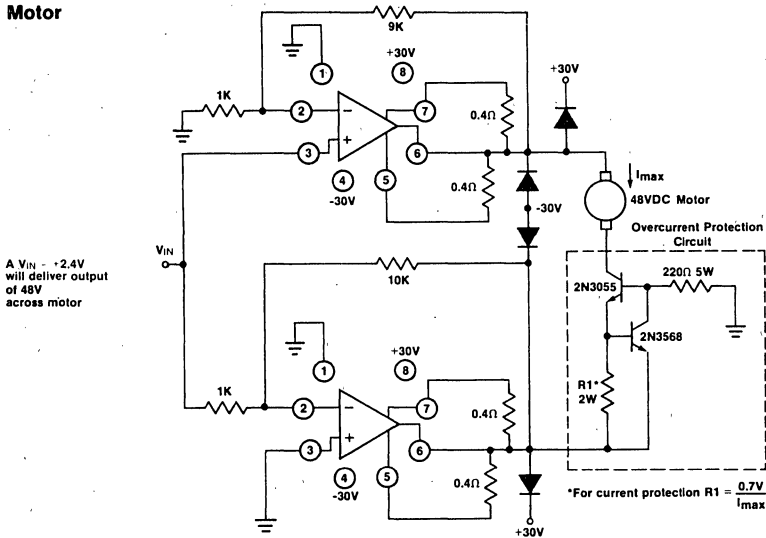 Motor
9K
+30V
1
8
+30V
1K
2
−
7
0.4Ω
3
+
6
4
5
0.4Ω
-30V
Imax
48VDC Motor
-30V
Overcurrent Protection
Circuit
VIN
A VIN - +2.4V
will deliver output
of 48V
across motor
10K
220Ω 5W
2N3055
2N3568
+30V
1
8
1K
2
−
7
0.4Ω
R1*
2W
3
+
6
4
5
0.4Ω
-30V
+30V
*For current protection R1 = 0.7V
Imax